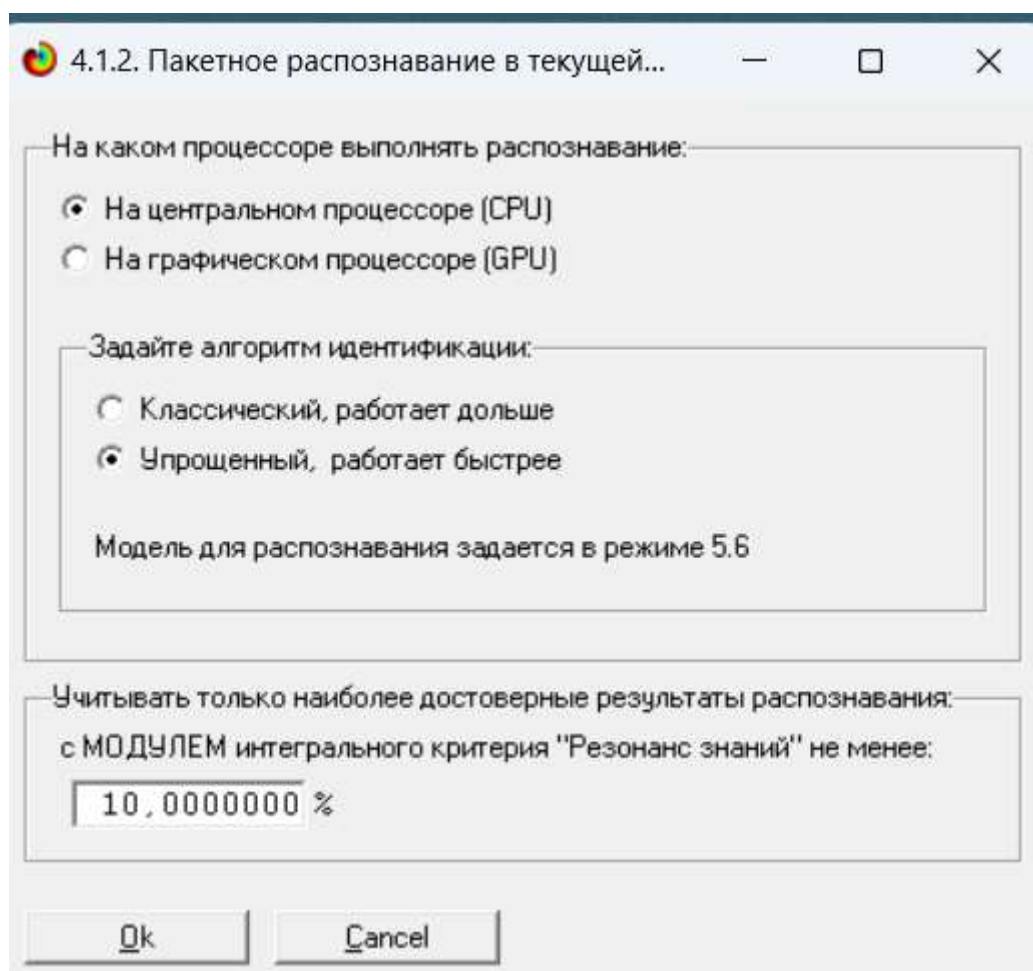 4.1.2. Пакетное распознавание в текущей...
На каком процессоре выполнять распознавание:
На центральном процессоре (CPU)
На графическом процессоре (GPU)
Задайте алгоритм идентификации:
Классический, работает дольше
Упрощенный, работает быстрее
Модель для распознавания задается в режиме 5.6
Учитывать только наиболее достоверные результаты распознавания:
с МОДУЛЕМ интегрального критерия "Резонанс знаний" не менее:
10,0000000 %
Ok Cancel